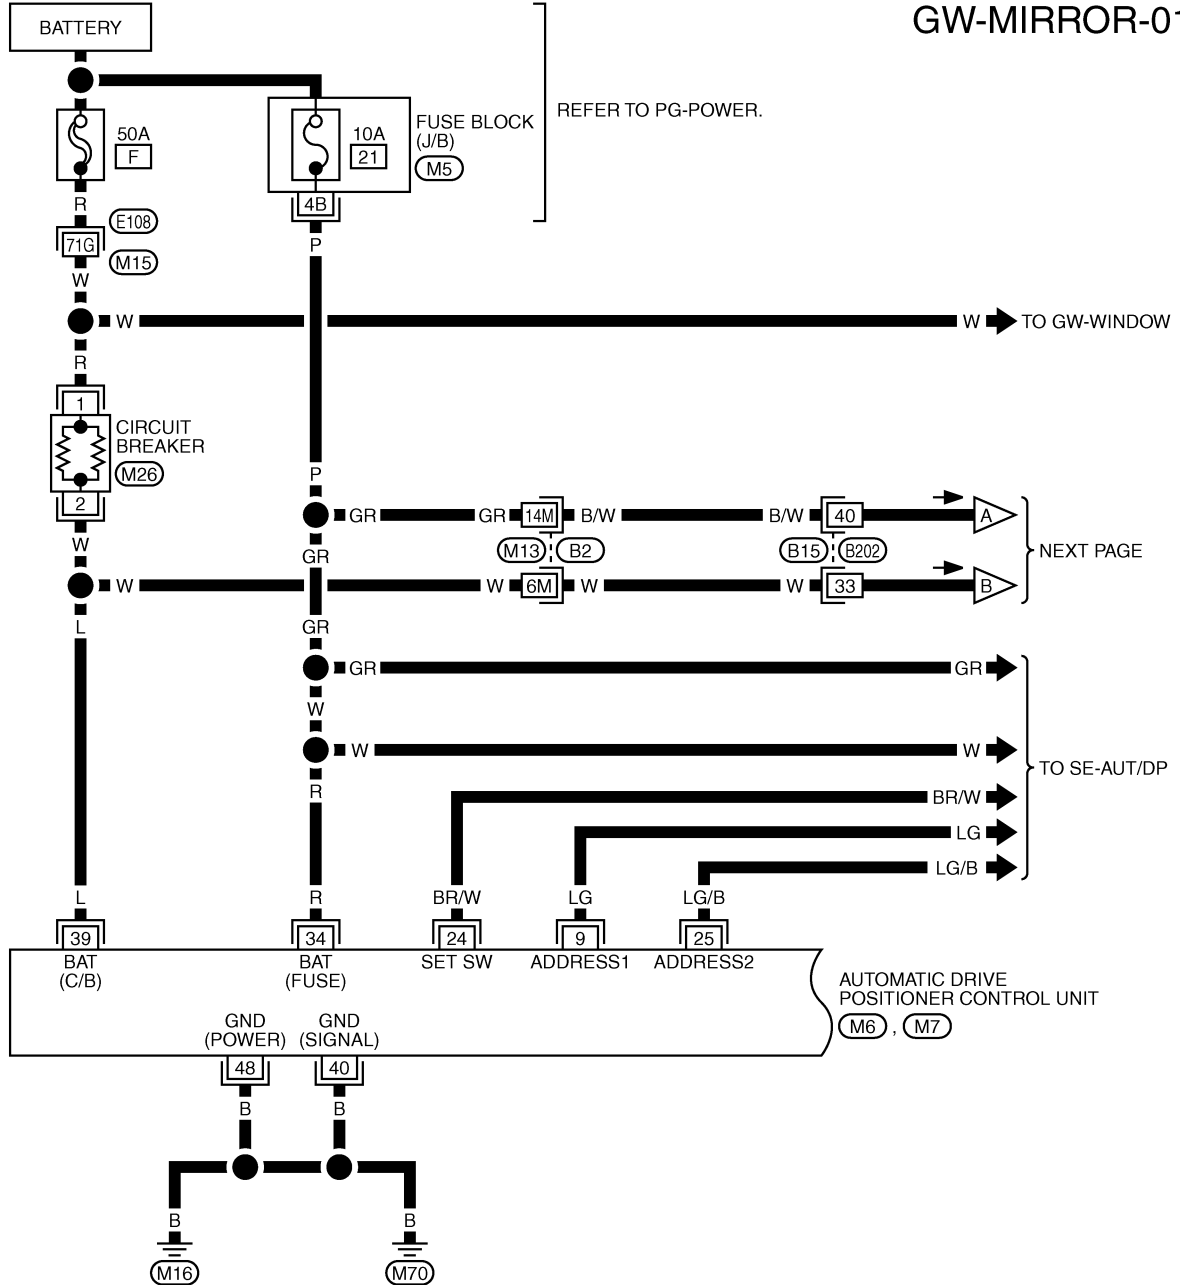 GW-MIRROR-01
BATTERY
REFER TO PG-POWER.
50A
F
10A
21
FUSE BLOCK
(J/B)
M5
R
4B
E108
71G
P
M15
W
W
W
TO GW-WINDOW
R
1
CIRCUIT
BREAKER
M26
P
2
GR
GR
14M
B/W
B/W
40
A
W
GR
M13
B2
B15
B202
NEXT PAGE
W
W
6M
W
W
33
B
L
GR
GR
GR
W
W
W
TO SE-AUT/DP
R
BR/W
LG
LG/B
L
R
BR/W
LG
LG/B
39
34
24
9
25
BAT
(C/B)
BAT
(FUSE)
SET SW
ADDRESS1
ADDRESS2
AUTOMATIC DRIVE
POSITIONER CONTROL UNIT
M6 , M7
GND
(POWER)
GND
(SIGNAL)
48
40
B
B
B
B
M16
M70